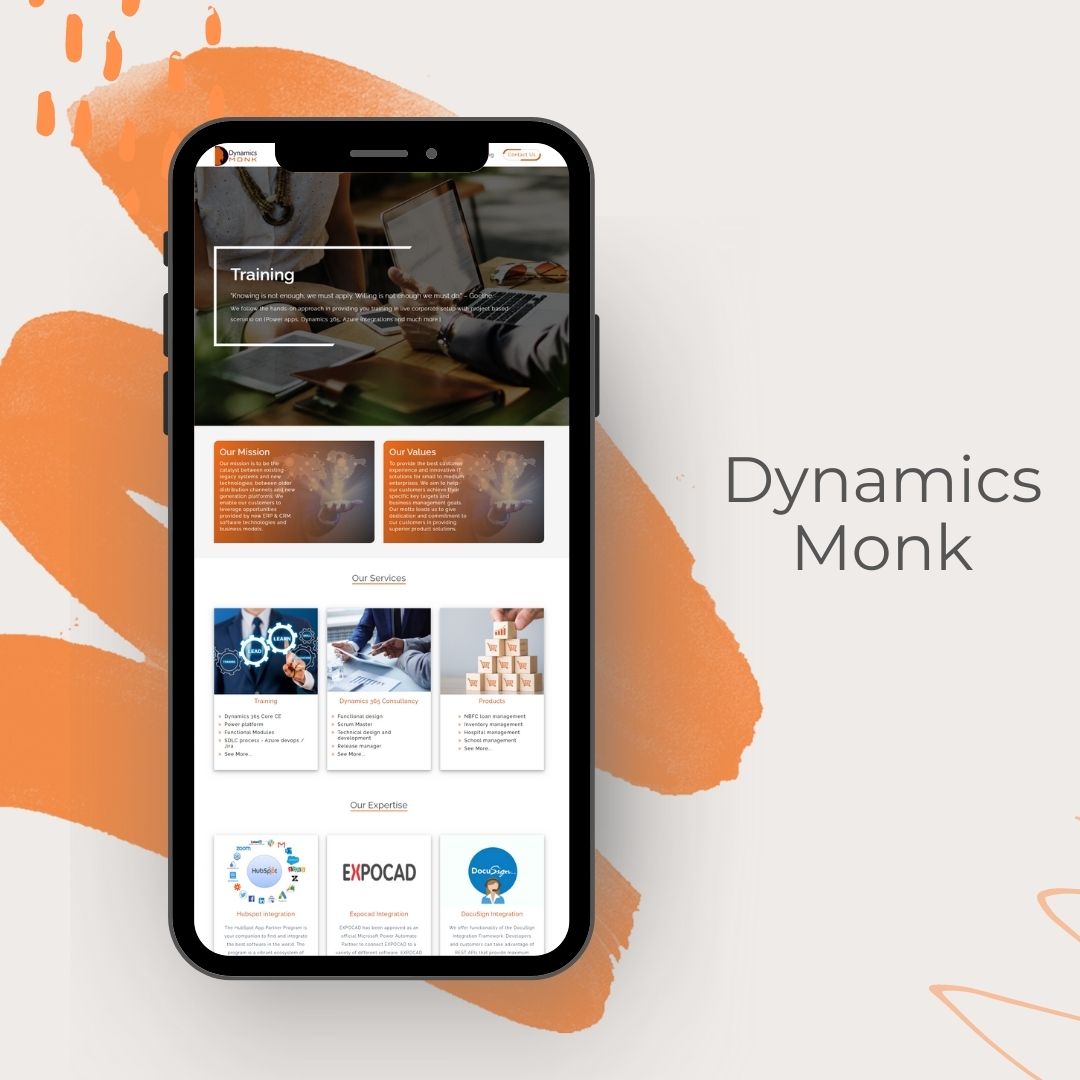 Dynamics
MONK
Contact Us
Training
"Knowing is not enough; we must apply. Willing is not enough we must do." – Goethe
We follow the hands-on approach in providing you training in live corporate setup with project based
scenario on (Power apps, Dynamics 365, Azure Integrations and much more)
Our Mission
Our mission is to be the
catalyst between existing
legacy systems and new
technologies, between older
distribution channels and new
generation platforms. We
enable our customers to
leverage opportunities
provided by new ERP & CRM
software technologies and
business models.
Our Values
To provide the best customer
experience and innovative IT
solutions for small to medium
enterprises. We aim to help
our customers achieve their
specific key targets and
business management goals.
Our motto leads us to give
dedication and commitment to
our customers in providing
superior product solutions.
Dynamics
Monk
Our Services
LEAD
LEARN
Training
Dynamics 365 Core CE
Power platform
Functional Modules
SDLC process - Azure devops /
Jira
See More...
Dynamics 365 Consultancy
Functional design
Scrum Master
Technical design and
development
Release manager
See More...
Products
NBFC loan management
Inventory management
Hospital management
School management
See More...
Our Expertise
zoom
HubSpot
Hubspot integration
The HubSpot App Partner Program is
your companion to find and integrate
the best software in the world. The
program is a vibrant ecosystem of
EXPOCAD
Expocad Integration
EXPOCAD has been approved as an
official Microsoft Power Automate
Partner to connect EXPOCAD to a
variety of different software. EXPOCAD
DocuSign
DocuSign Integration
We offer functionality of the DocuSign
Integration Framework. Developers
and customers can take advantage of
REST APIs that provide maximum